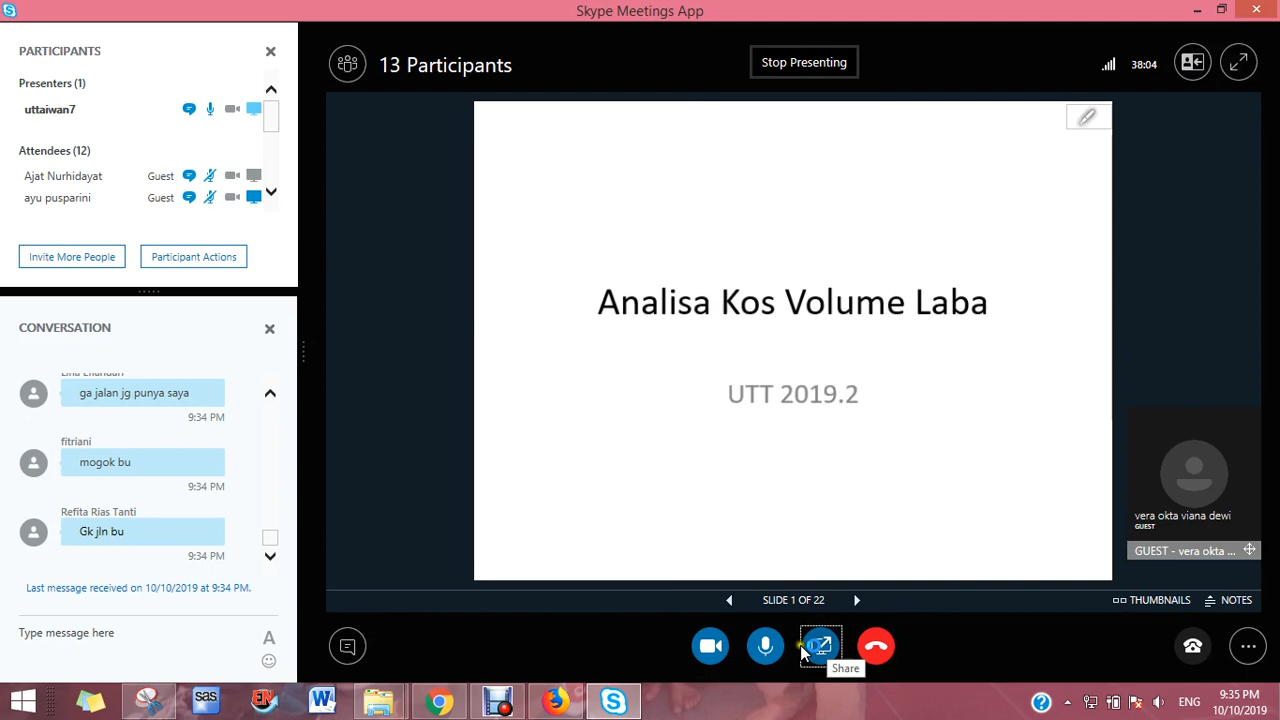 Skype Meetings App
PARTICIPANTS
Presenters (1)
uttaiwan7
Attendees (12)
Ajat Nurhidayat Guest
ayu pusparini Guest
Invite More People
Participant Actions
CONVERSATION
ga jalan jg punya saya
9:34 PM
fitriani
mogok bu
9:34 PM
Refita Rias Tanti
Gk jln bu
9:34 PM
Last message received on 10/10/2019 at 9:34 PM.
Type message here
A
13 Participants
Stop Presenting
38:04
Analisa Kos Volume Laba
UTT 2019.2
vera okta viana dewi
GUEST
GUEST - vera okta ...
SLIDE 1 OF 22
THUMBNAILS
NOTES
Share
sas
EN
W
ENG
9:35 PM
10/10/2019